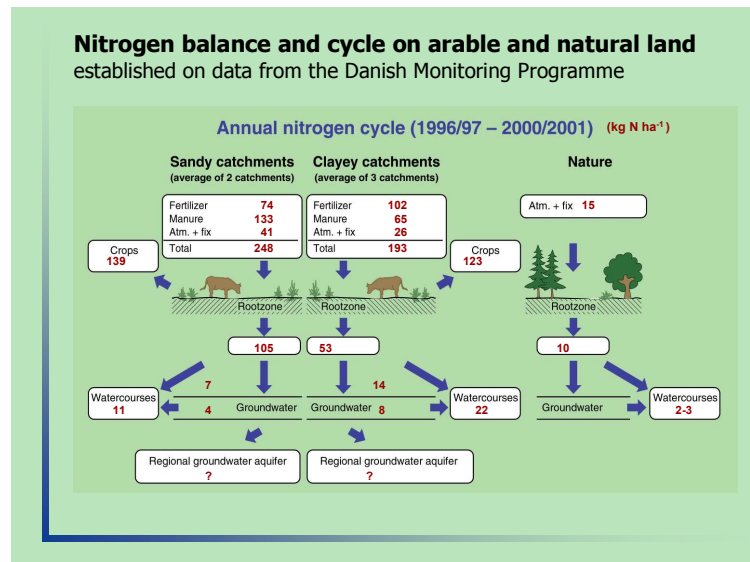 Nitrogen balance and cycle on arable and natural land
established on data from the Danish Monitoring Programme
Annual nitrogen cycle (1996/97 – 2000/2001) (kg N ha⁻¹)
Sandy catchments
(average of 2 catchments)
Clayey catchments
(average of 3 catchments)
Nature
Fertilizer 74
Manure 133
Atm. + fix 41
Total 248
Fertilizer 102
Manure 65
Atm. + fix 26
Total 193
Atm. + fix 15
Crops
139
Crops
123
Rootzone
Rootzone
Rootzone
105
53
10
7
14
Watercourses
11
4 Groundwater
Groundwater 8
Watercourses
22
Groundwater
Watercourses
2-3
Regional groundwater aquifer
?
Regional groundwater aquifer
?